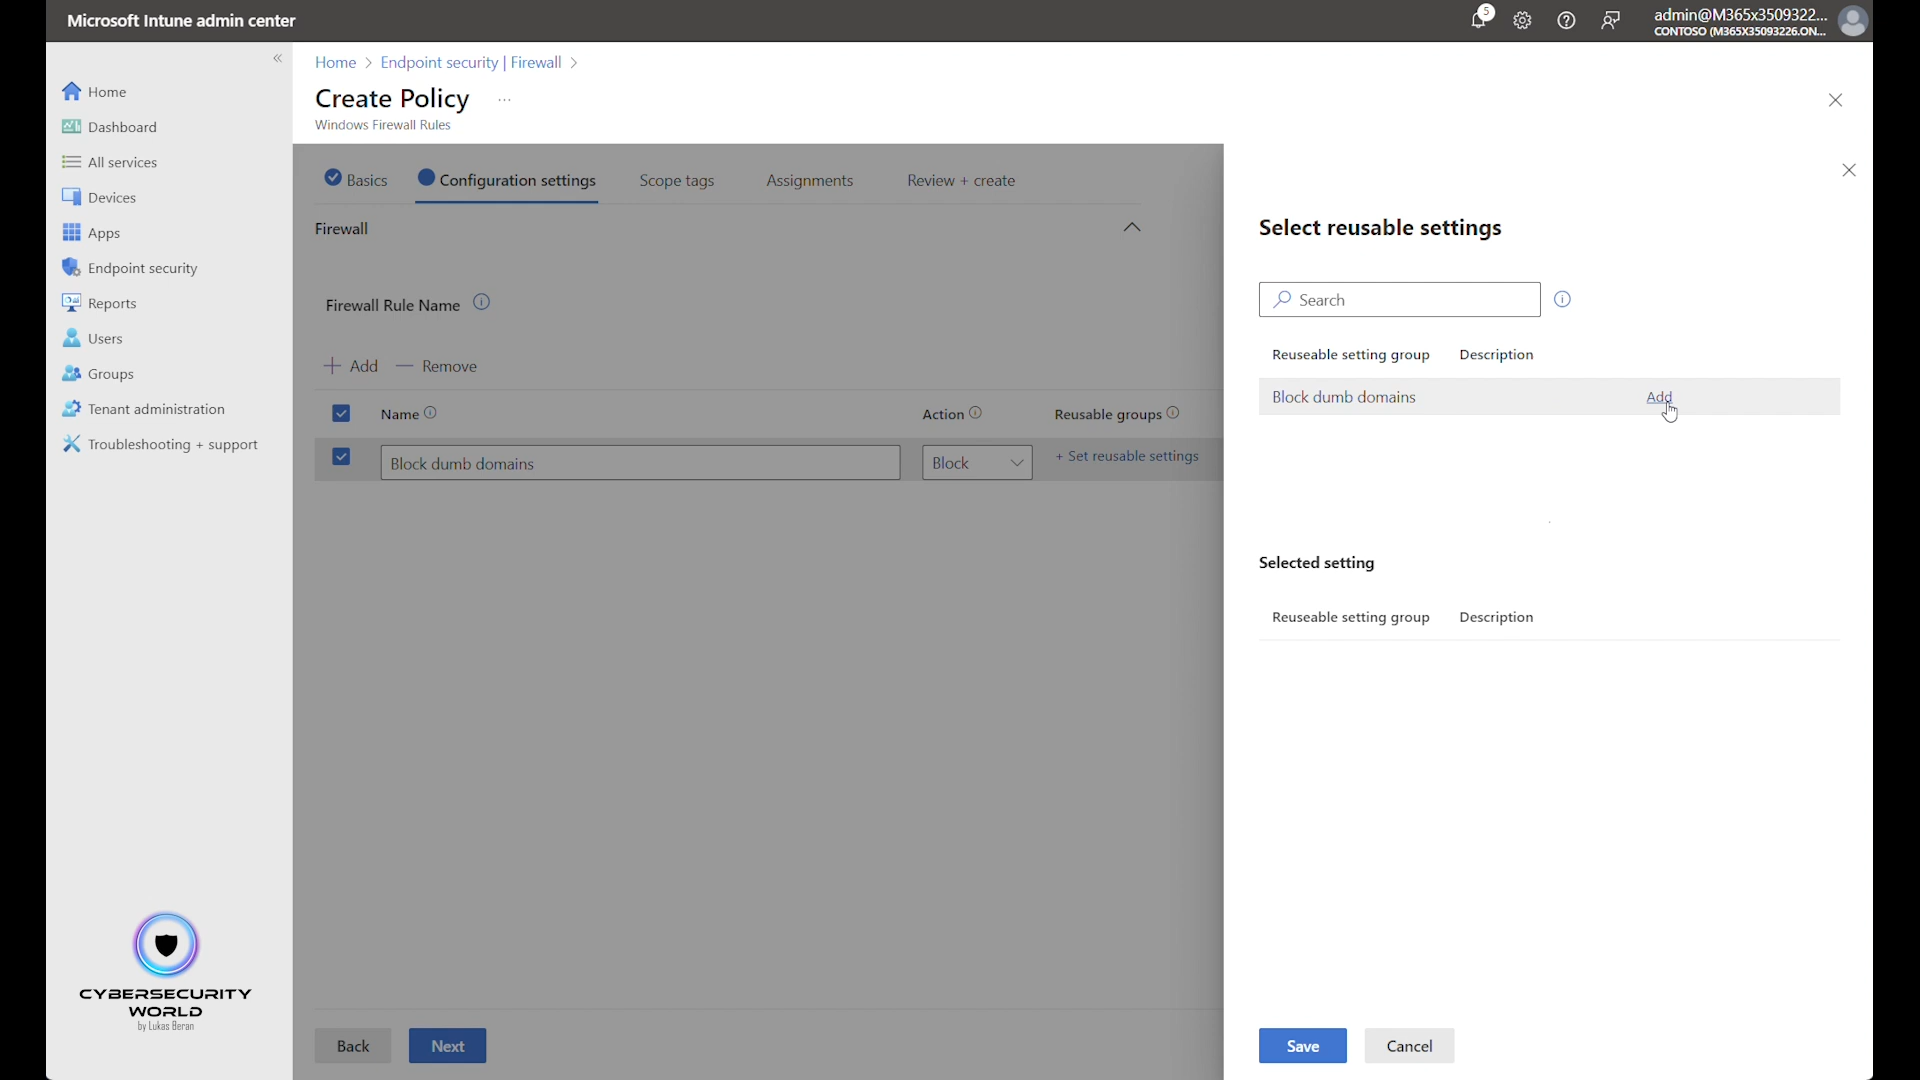 Microsoft Intune admin center
5
admin@M365x3509322...
CONTOSO (M365X35093226.ON...
«
Home
Dashboard
All services
Devices
Apps
Endpoint security
Reports
Users
Groups
Tenant administration
Troubleshooting + support
CYBERSECURITY
WORLD
by Lukas Beran
Home > Endpoint security | Firewall >
Create Policy ...
Windows Firewall Rules
Basics
Configuration settings
Scope tags
Assignments
Review + create
Firewall
Firewall Rule Name
+ Add
— Remove
Name
Action
Reusable groups
Block dumb domains
Block
+ Set reusable settings
Back
Next
Select reusable settings
Search
Reuseable setting group
Description
Block dumb domains
Add
Selected setting
Reuseable setting group
Description
Save
Cancel